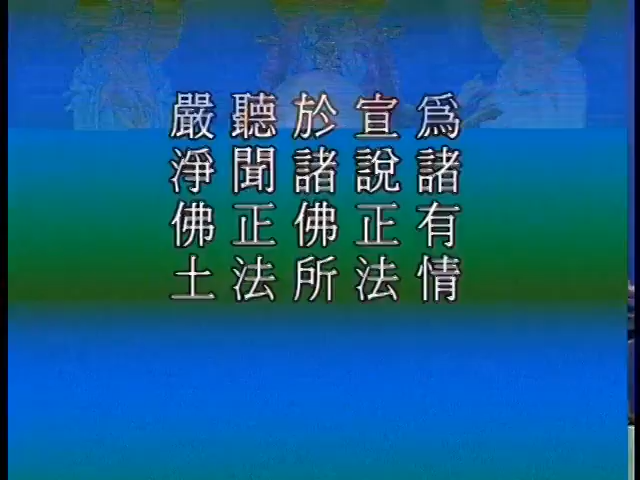 爲諸有情
宣說正法
於諸佛所
聽聞正法
嚴淨佛土